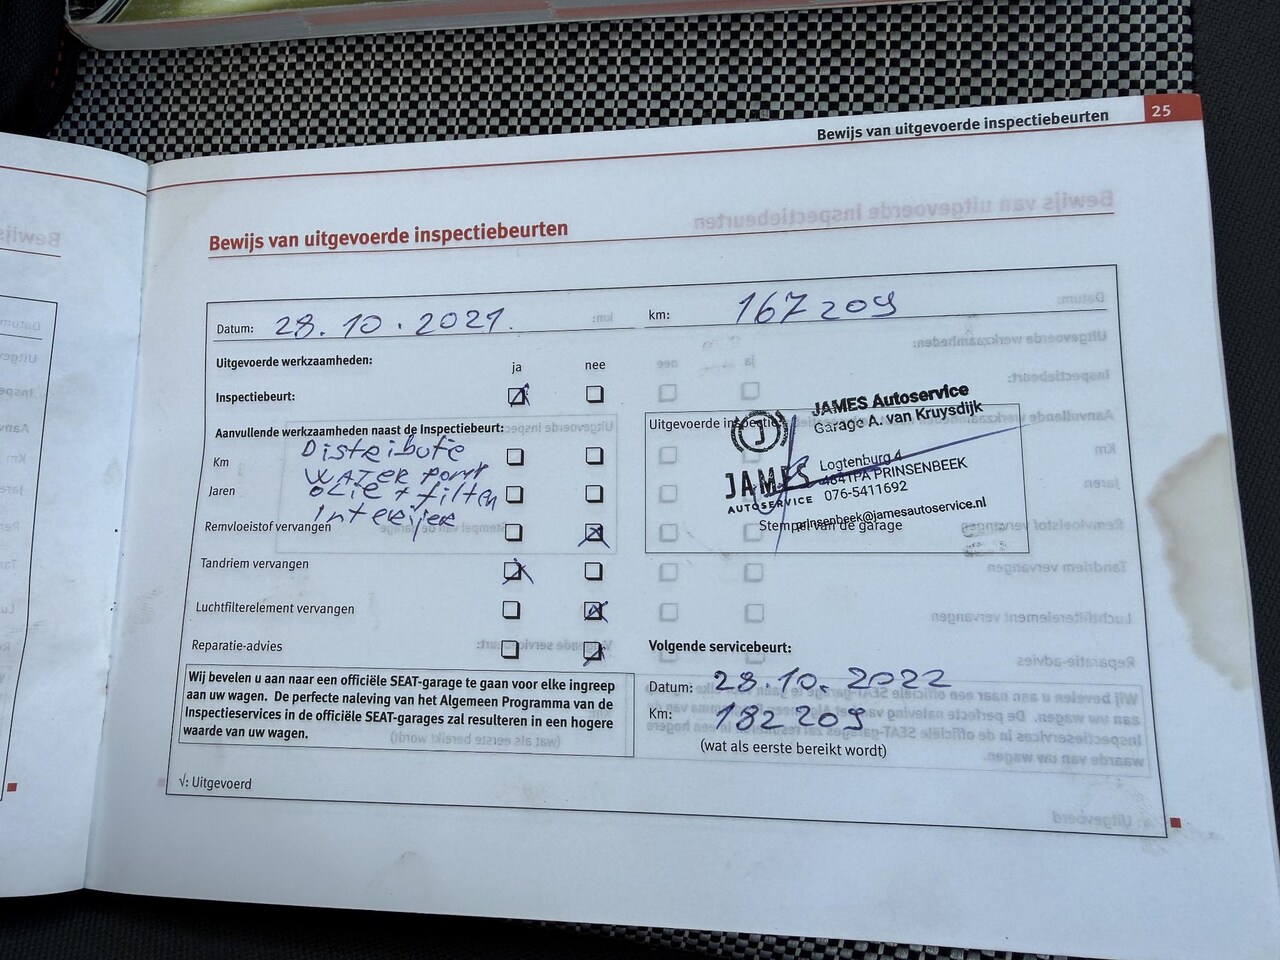 25
Bewijs van uitgevoerde inspectiebeurten
Bewijs van uitgevoerde inspectiebeurten
Datum: 28.10.2021.
km: 167209
Uitgevoerde werkzaamheden:
ja nee
Inspectiebeurt:
Aanvullende werkzaamheden naast de Inspectiebeurt:
Distributie
Km
WATER pomp
Jaren
olie + filter
Interijer
Remvloeistof vervangen
Tandriem vervangen
Luchtfilterelement vervangen
Reparatie-advies
Wij bevelen u aan naar een officiële SEAT-garage te gaan voor elke ingreep
aan uw wagen. De perfecte naleving van het Algemeen Programma van de
Inspectieservices in de officiële SEAT-garages zal resulteren in een hogere
waarde van uw wagen.
√: Uitgevoerd
Uitgevoerde inspectie
JAMES Autoservice
Garage A. van Kruysdijk
J
JAMES
AUTOSERVICE
Logtenburg 4
4841PA PRINSENBEEK
076-5411692
prinsenbeek@jamesautoservice.nl
Stempel van de garage
Volgende servicebeurt:
Datum: 28.10.2022
Km: 182209
(wat als eerste bereikt wordt)